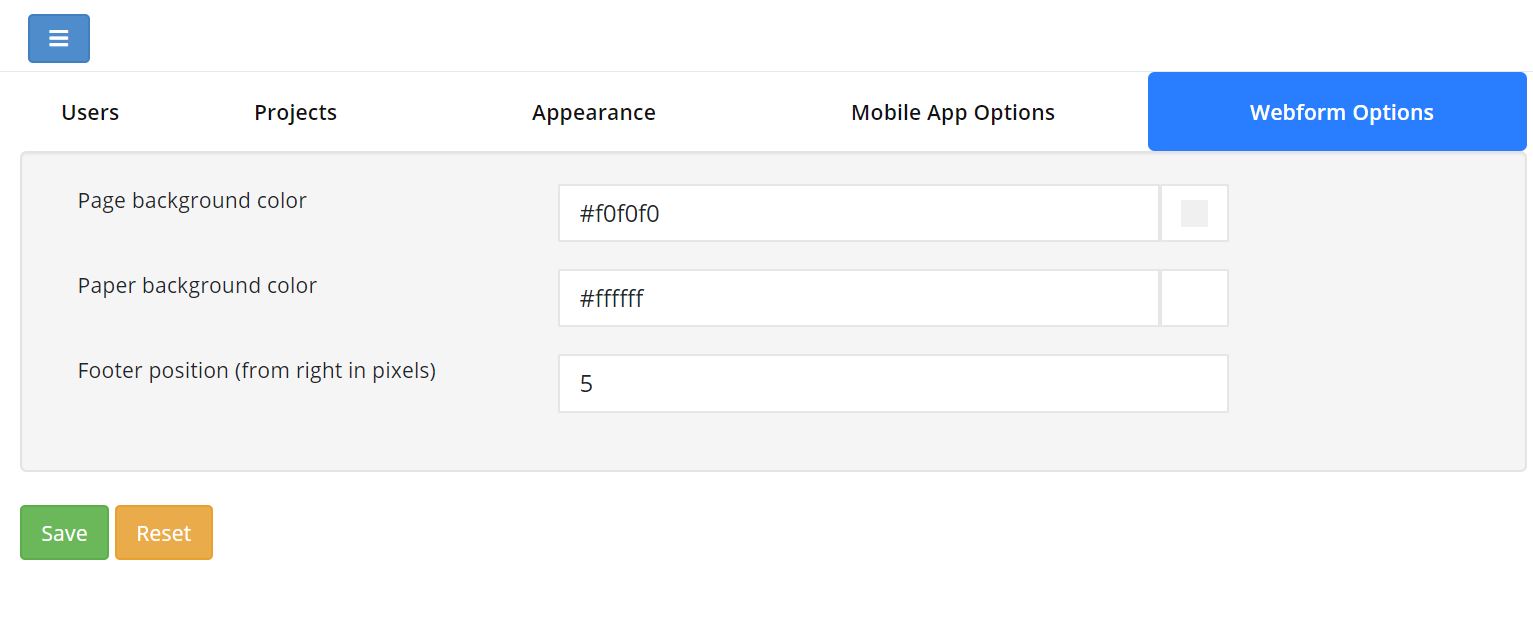 Users Projects Appearance Mobile App Options Webform Options
Page background color #f0f0f0
Paper background color #ffffff
Footer position (from right in pixels) 5
Save Reset